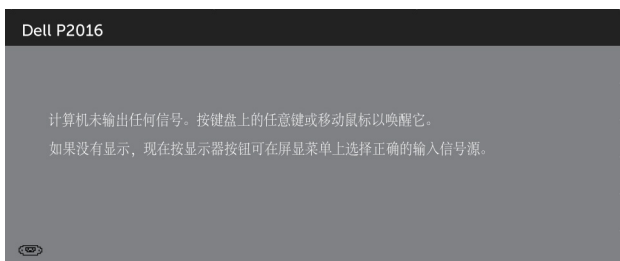 Dell P2016
计算机未输出任何信号。按键盘上的任意键或移动鼠标以唤醒它。
如果没有显示，现在按显示器按钮可在屏显菜单上选择正确的输入信号源。